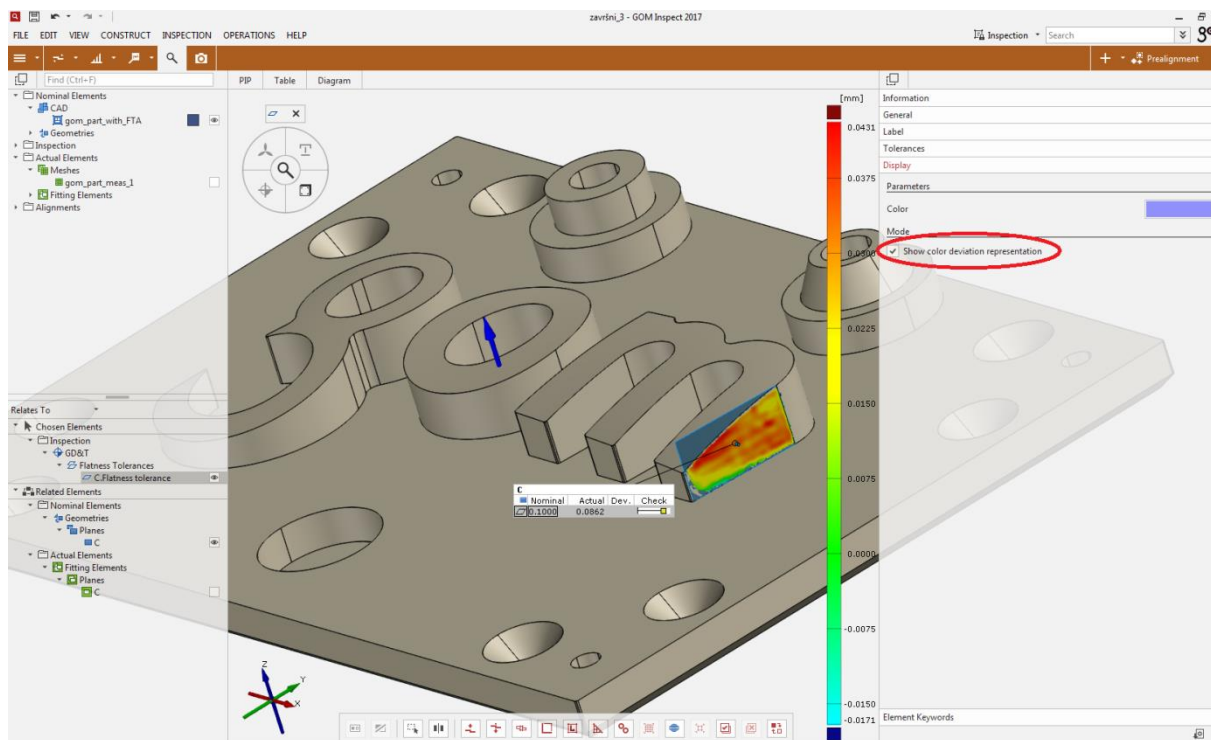 završni_3 - GOM Inspect 2017
FILE EDIT VIEW CONSTRUCT INSPECTION OPERATIONS HELP
Inspection
Search
Prealignment
Find (Ctrl+F)
PIP Table Diagram
Nominal Elements
CAD
gom_part_with_FTA
Geometries
Inspection
Actual Elements
Meshes
gom_part_meas_1
Fitting Elements
Alignments
Relates To
Chosen Elements
Inspection
GD&T
Flatness Tolerances
C.Flatness tolerance
Related Elements
Nominal Elements
Geometries
Planes
C
Actual Elements
Fitting Elements
Planes
C
C
Nominal Actual Dev. Check
0.1000 0.0862
Z
Y
X
[mm]
0.0431
0.0375
0.0300
0.0225
0.0150
0.0075
0.0000
-0.0075
-0.0150
-0.0171
Information
General
Label
Tolerances
Display
Parameters
Color
Mode
Show color deviation representation
Element Keywords